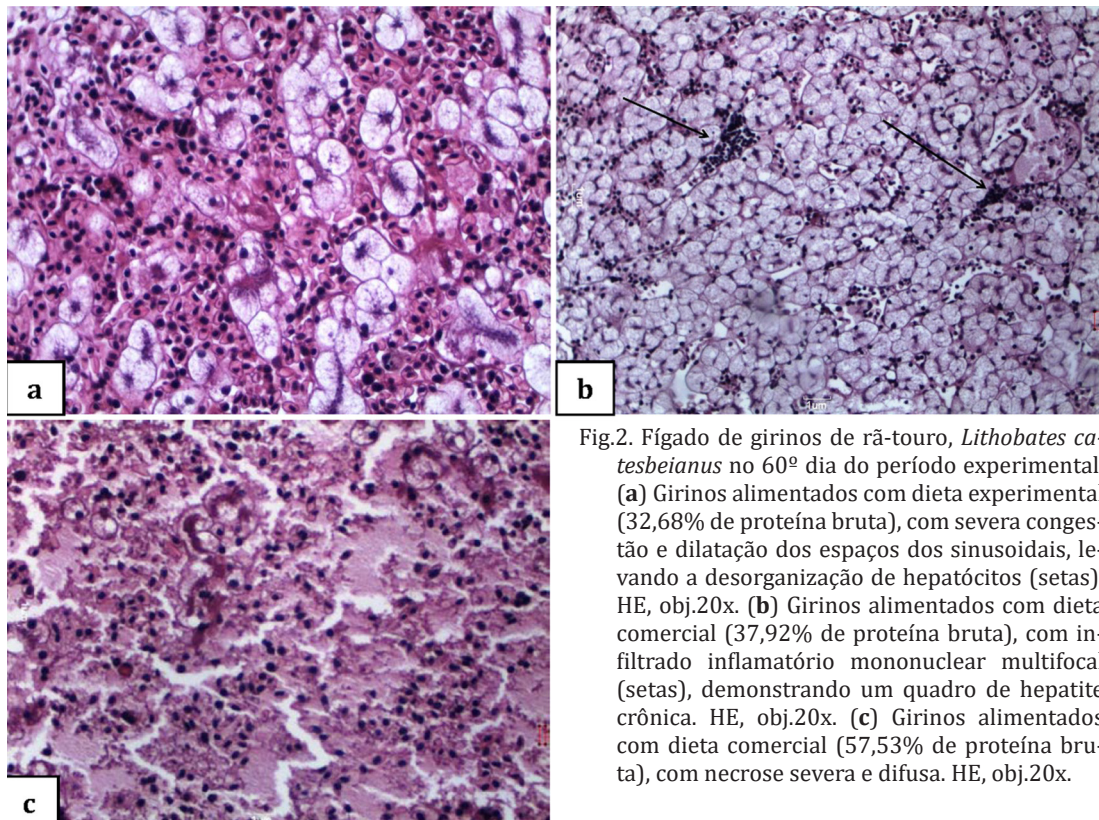 a
b
1um
c
Fig.2. Fígado de girinos de rã-touro, Lithobates ca-
tesbeianus no 60º dia do período experimental
(a) Girinos alimentados com dieta experimental
(32,68% de proteína bruta), com severa conges-
tão e dilatação dos espaços dos sinusoidais, le-
vando a desorganização de hepatócitos (setas)
HE, obj.20x. (b) Girinos alimentados com dieta
comercial (37,92% de proteína bruta), com in-
filtrado inflamatório mononuclear multifocal
(setas), demonstrando um quadro de hepatite
crônica. HE, obj.20x. (c) Girinos alimentados
com dieta comercial (57,53% de proteína bru-
ta), com necrose severa e difusa. HE, obj.20x.